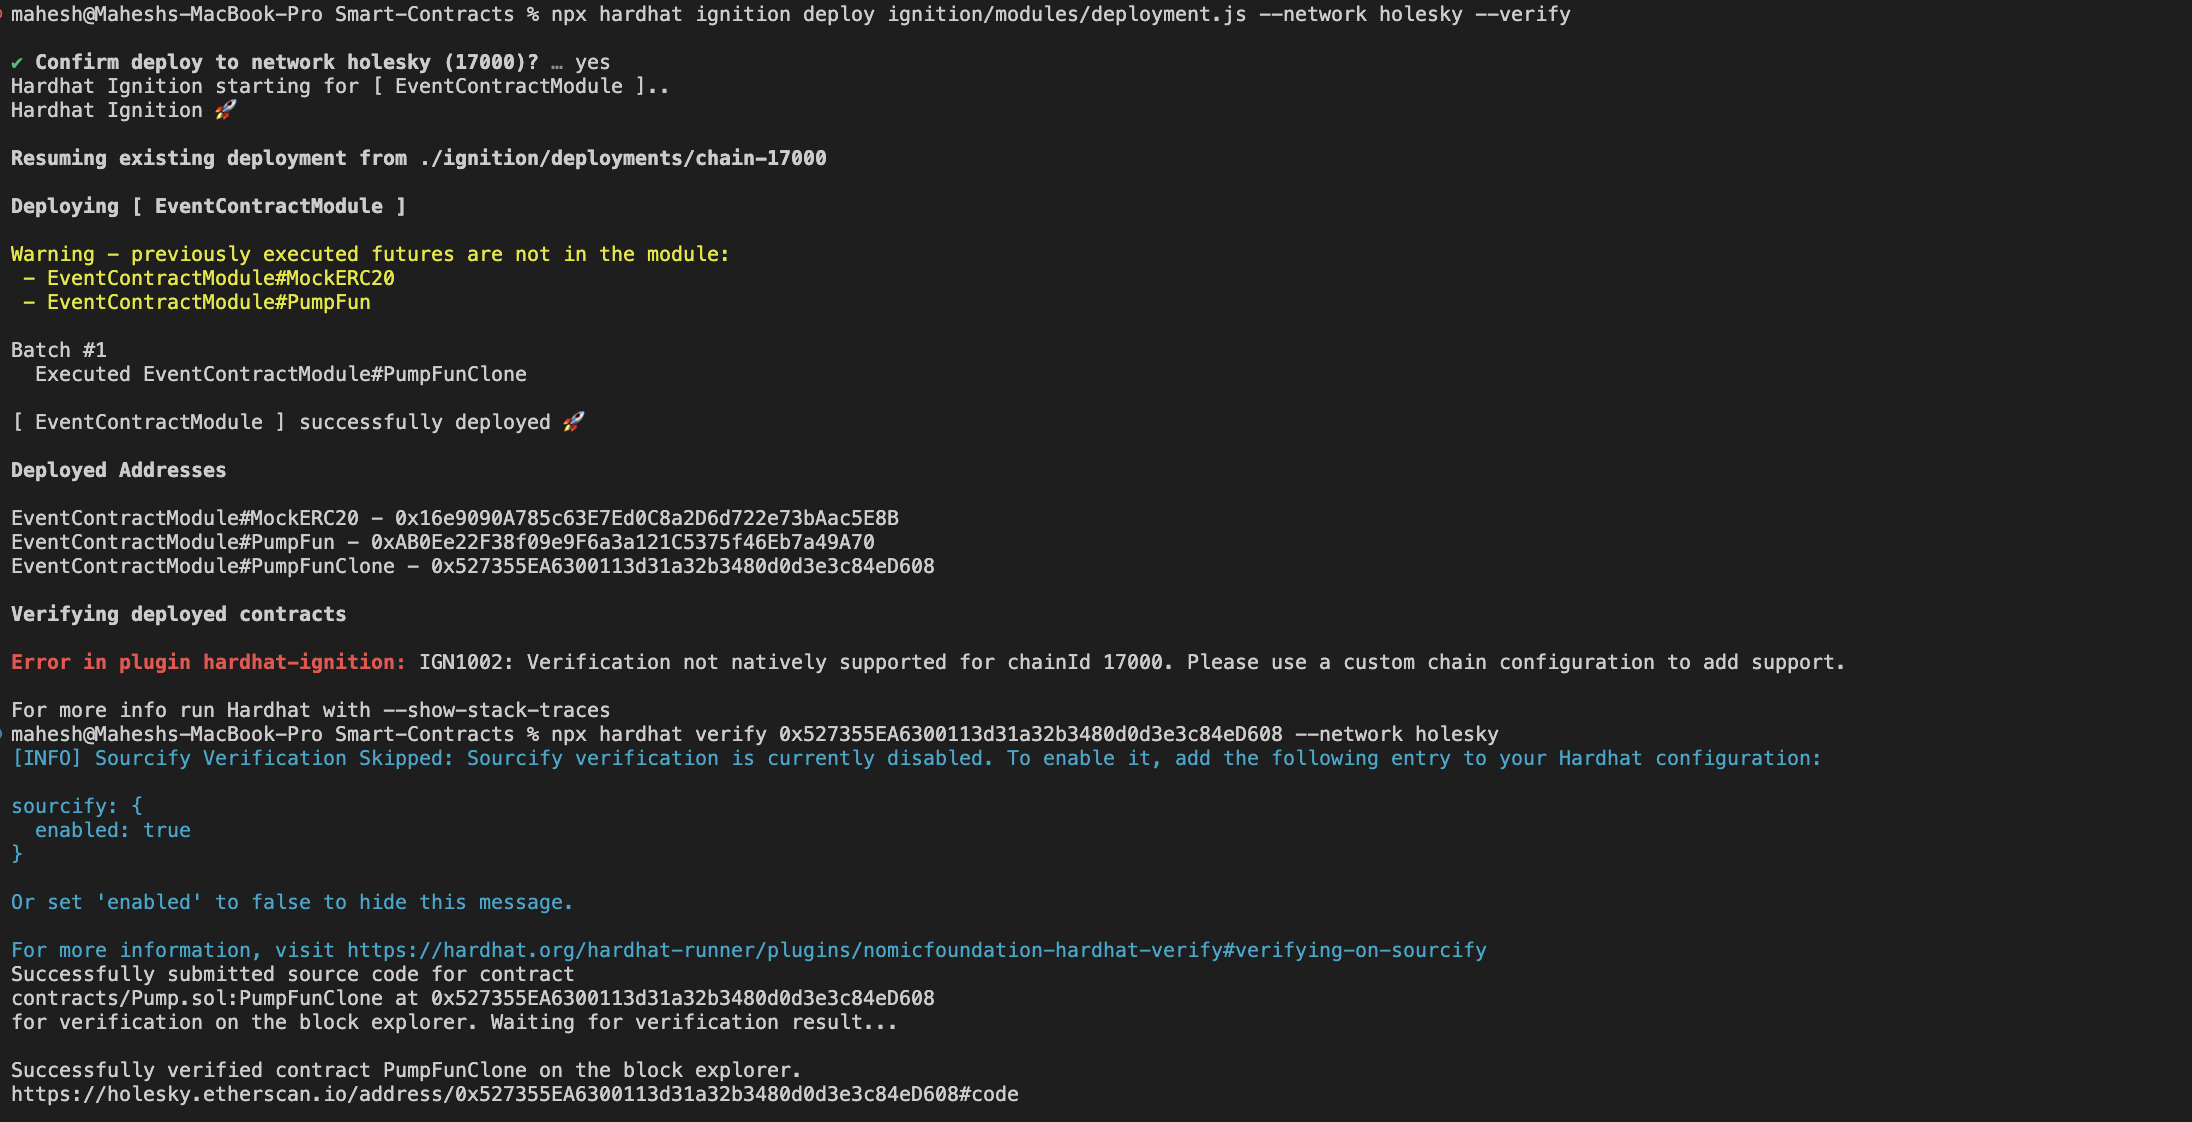 mahesh@Maheshs-MacBook-Pro Smart-Contracts % npx hardhat ignition deploy ignition/modules/deployment.js --network holesky --verify
✔ Confirm deploy to network holesky (17000)? … yes
Hardhat Ignition starting for [ EventContractModule ]..
Hardhat Ignition 🚀
Resuming existing deployment from ./ignition/deployments/chain-17000
Deploying [ EventContractModule ]
Warning - previously executed futures are not in the module:
 - EventContractModule#MockERC20
 - EventContractModule#PumpFun
Batch #1
  Executed EventContractModule#PumpFunClone
[ EventContractModule ] successfully deployed 🚀
Deployed Addresses
EventContractModule#MockERC20 - 0x16e9090A785c63E7Ed0C8a2D6d722e73bAac5E8B
EventContractModule#PumpFun - 0xAB0Ee22F38f09e9F6a3a121C5375f46Eb7a49A70
EventContractModule#PumpFunClone - 0x527355EA6300113d31a32b3480d0d3e3c84eD608
Verifying deployed contracts
Error in plugin hardhat-ignition: IGN1002: Verification not natively supported for chainId 17000. Please use a custom chain configuration to add support.
For more info run Hardhat with --show-stack-traces
mahesh@Maheshs-MacBook-Pro Smart-Contracts % npx hardhat verify 0x527355EA6300113d31a32b3480d0d3e3c84eD608 --network holesky
[INFO] Sourcify Verification Skipped: Sourcify verification is currently disabled. To enable it, add the following entry to your Hardhat configuration:
sourcify: {
  enabled: true
}
Or set 'enabled' to false to hide this message.
For more information, visit https://hardhat.org/hardhat-runner/plugins/nomicfoundation-hardhat-verify#verifying-on-sourcify
Successfully submitted source code for contract
contracts/Pump.sol:PumpFunClone at 0x527355EA6300113d31a32b3480d0d3e3c84eD608
for verification on the block explorer. Waiting for verification result...
Successfully verified contract PumpFunClone on the block explorer.
https://holesky.etherscan.io/address/0x527355EA6300113d31a32b3480d0d3e3c84eD608#code